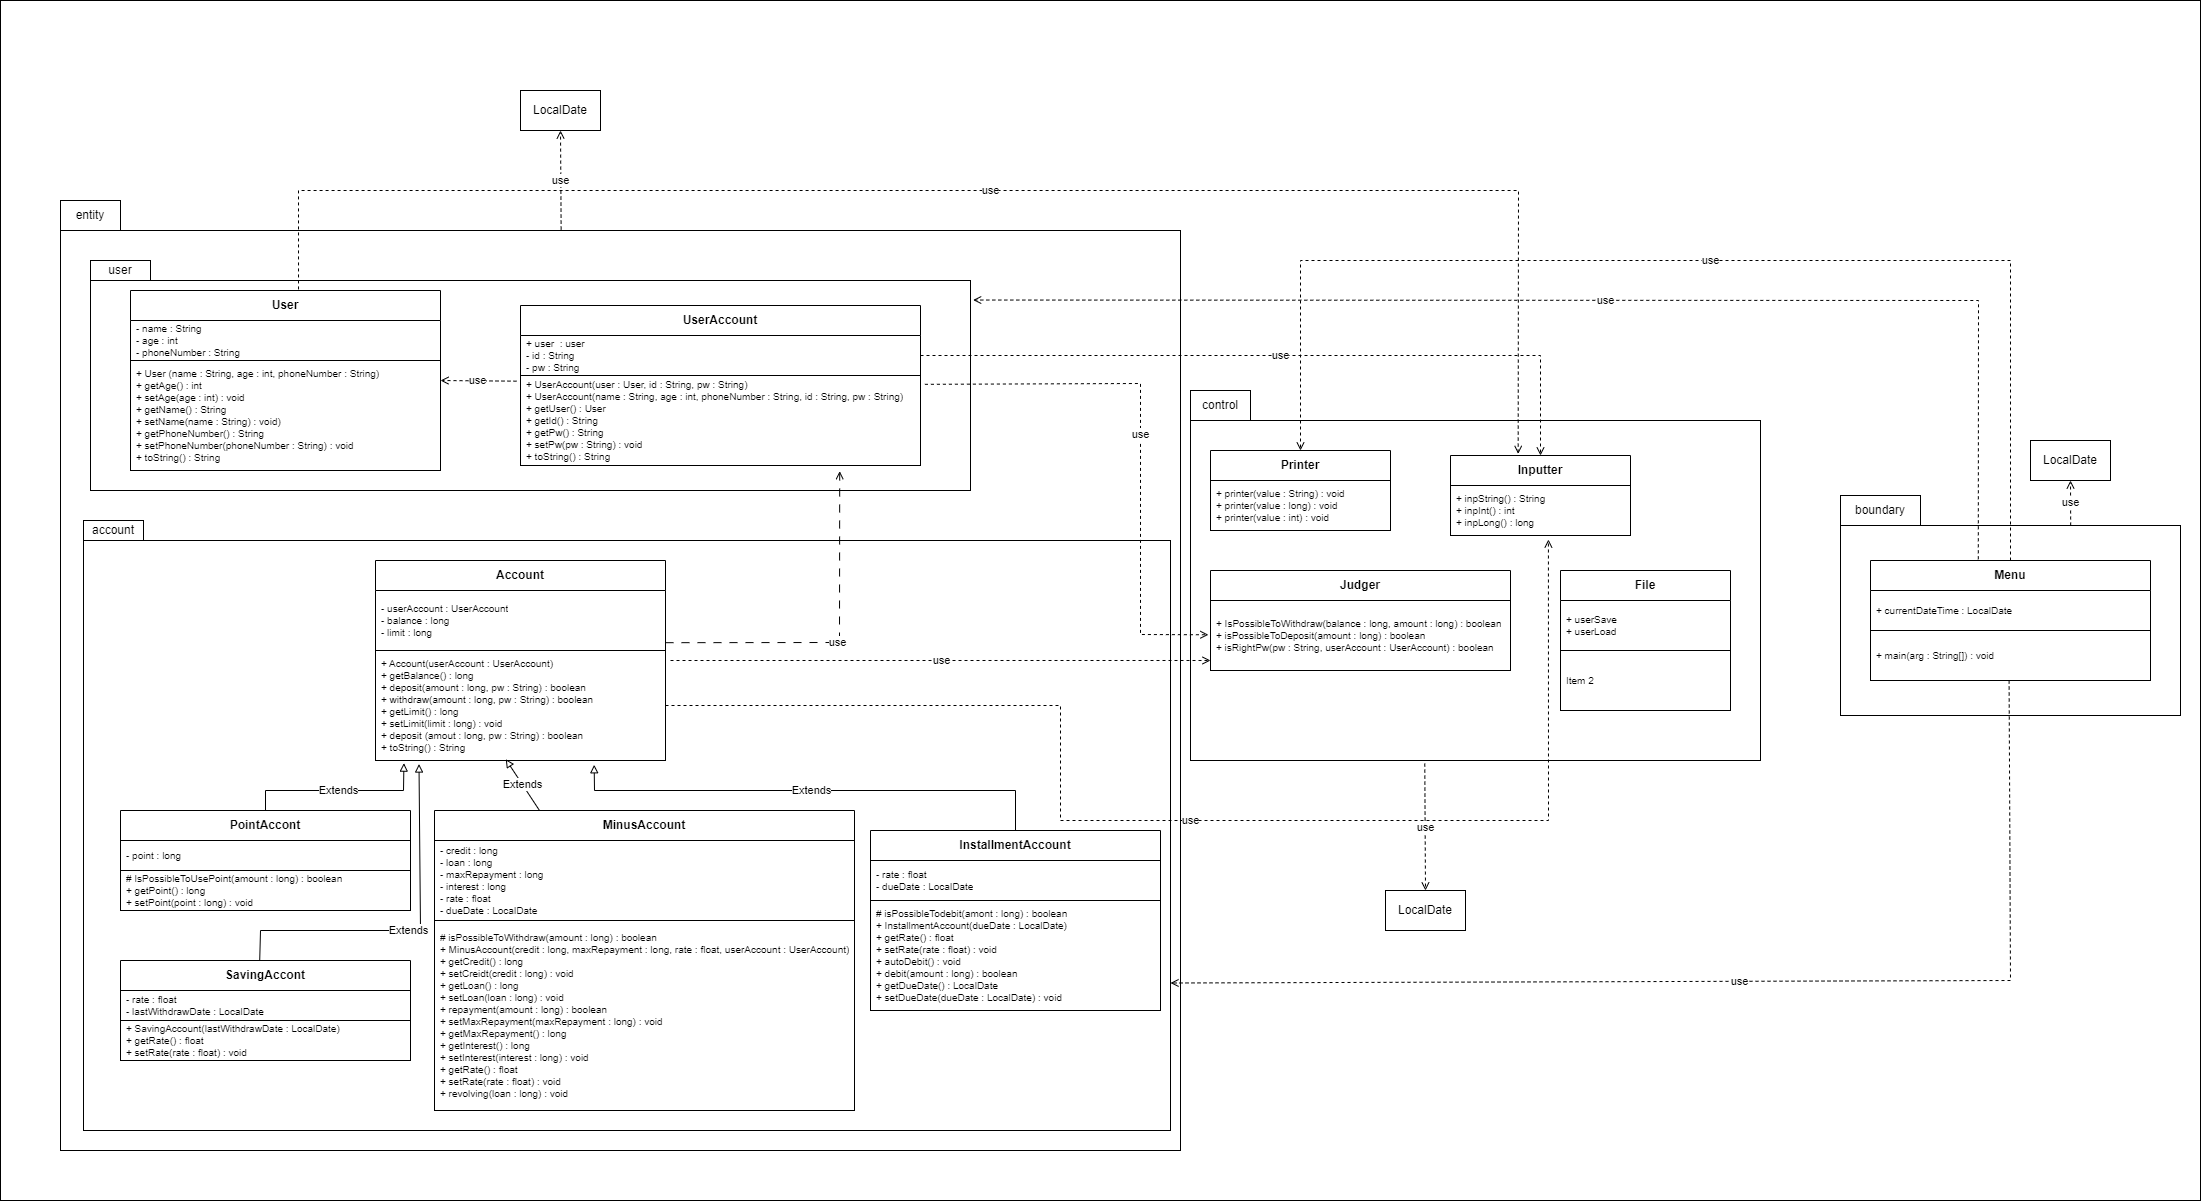 LocalDate
use
use
entity
user
use
use
User
- name : String
- age : int
- phoneNumber : String
+ User (name : String, age : int, phoneNumber : String)
+ getAge() : int
+ setAge(age : int) : void
+ getName() : String
+ setName(name : String) : void)
+ getPhoneNumber() : String
+ setPhoneNumber(phoneNumber : String) : void
+ toString() : String
use
UserAccount
+ user  : user
- id : String
- pw : String
+ UserAccount(user : User, id : String, pw : String)
+ UserAccount(name : String, age : int, phoneNumber : String, id : String, pw : String)
+ getUser() : User
+ getId() : String
+ getPw() : String
+ setPw(pw : String) : void
+ toString() : String
use
use
control
Printer
+ printer(value : String) : void
+ printer(value : long) : void
+ printer(value : int) : void
Inputter
+ inpString() : String
+ inpInt() : int
+ inpLong() : long
LocalDate
use
boundary
account
Account
- userAccount : UserAccount
- balance : long
- limit : long
+ Account(userAccount : UserAccount)
+ getBalance() : long
+ deposit(amount : long, pw : String) : boolean
+ withdraw(amount : long, pw : String) : boolean
+ getLimit() : long
+ setLimit(limit : long) : void
+ deposit (amout : long, pw : String) : boolean
+ toString() : String
use
use
Judger
+ IsPossibleToWithdraw(balance : long, amount : long) : boolean
+ isPossibleToDeposit(amount : long) : boolean
+ isRightPw(pw : String, userAccount : UserAccount) : boolean
File
+ userSave
+ userLoad
Item 2
Menu
+ currentDateTime : LocalDate
+ main(arg : String[]) : void
Extends
Extends
Extends
use
use
PointAccont
- point : long
# IsPossibleToUsePoint(amount : long) : boolean
+ getPoint() : long
+ setPoint(point : long) : void
MinusAccount
- credit : long
- loan : long
- maxRepayment : long
- interest : long
- rate : float
- dueDate : LocalDate
# isPossibleToWithdraw(amount : long) : boolean
+ MinusAccount(credit : long, maxRepayment : long, rate : float, userAccount : UserAccount)
+ getCredit() : long
+ setCreidt(credit : long) : void
+ getLoan() : long
+ setLoan(loan : long) : void
+ repayment(amount : long) : boolean
+ setMaxRepayment(maxRepayment : long) : void
+ getMaxRepayment() : long
+ getInterest() : long
+ setInterest(interest : long) : void
+ getRate() : float
+ setRate(rate : float) : void
+ revolving(loan : long) : void
InstallmentAccount
- rate : float
- dueDate : LocalDate
# isPossibleTodebit(amont : long) : boolean
+ InstallmentAccount(dueDate : LocalDate)
+ getRate() : float
+ setRate(rate : float) : void
+ autoDebit() : void
+ debit(amount : long) : boolean
+ getDueDate() : LocalDate
+ setDueDate(dueDate : LocalDate) : void
LocalDate
Extends
SavingAccont
- rate : float
- lastWithdrawDate : LocalDate
+ SavingAccount(lastWithdrawDate : LocalDate)
+ getRate() : float
+ setRate(rate : float) : void
use